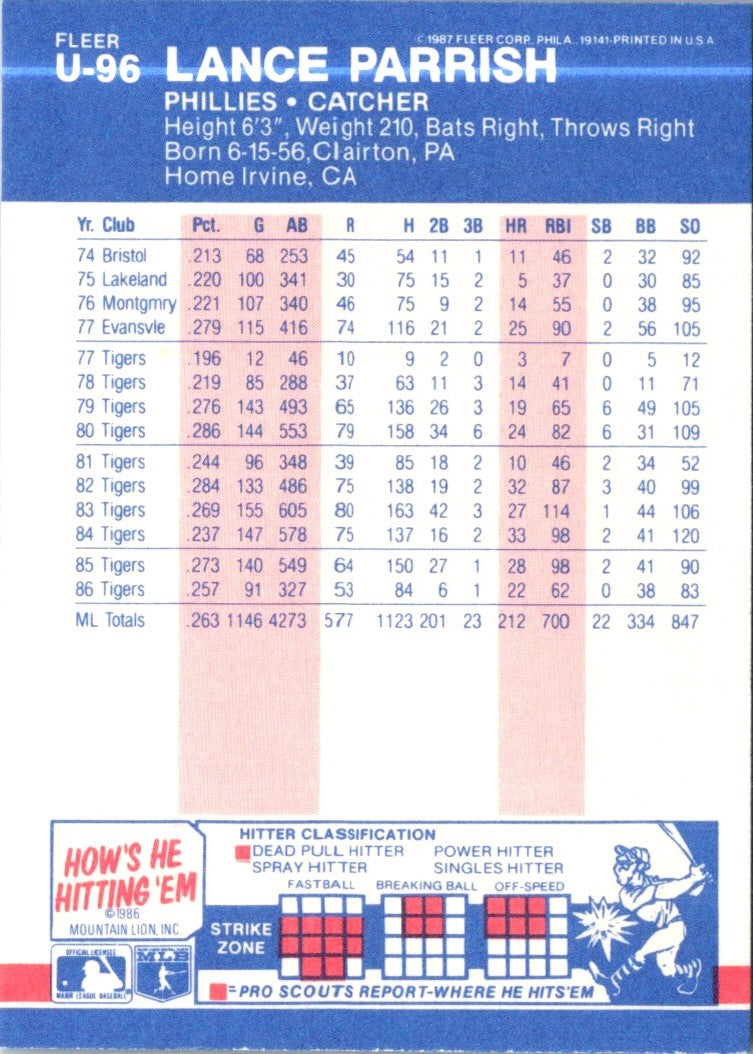 FLEER ©1987 FLEER CORP. PHILA., 19141-PRINTED IN U.S.A
U-96 LANCE PARRISH
PHILLIES • CATCHER
Height 6'3", Weight 210, Bats Right, Throws Right
Born 6-15-56, Clairton, PA
Home Irvine, CA
Yr. Club Pct. G AB R H 2B 3B HR RBI SB BB SO
74 Bristol .213 68 253 45 54 11 1 11 46 2 32 92
75 Lakeland .220 100 340 30 75 15 2 5 37 0 30 85
76 Montgmry .221 107 340 46 75 9 2 14 55 0 38 95
77 Evansvle .279 115 416 74 116 21 2 25 90 2 56 105
77 Tigers .196 12 46 10 9 2 0 3 7 0 5 12
78 Tigers .219 85 288 37 63 11 3 14 41 0 11 71
79 Tigers .276 143 493 65 136 26 3 19 65 6 49 105
80 Tigers .286 144 553 79 158 34 6 24 82 6 31 109
81 Tigers .244 96 348 39 85 18 2 10 46 2 34 52
82 Tigers .284 133 486 75 138 19 2 32 87 3 40 99
83 Tigers .269 155 605 80 163 42 3 27 114 1 44 106
84 Tigers .237 147 578 75 137 16 2 33 98 2 41 120
85 Tigers .273 140 549 64 150 27 1 28 98 2 41 90
86 Tigers .257 91 327 53 84 6 1 22 62 0 38 83
ML Totals .263 1146 4273 577 1123 201 23 212 700 22 334 847
HOW'S HE
HITTING 'EM
©1986
MOUNTAIN LION, INC
OFFICIAL LICENSEE
MAJOR LEAGUE BASEBALL
MLB
HITTER CLASSIFICATION
DEAD PULL HITTER POWER HITTER
SPRAY HITTER SINGLES HITTER
FASTBALL BREAKING BALL OFF-SPEED
STRIKE
ZONE
=PRO SCOUTS REPORT-WHERE HE HITS'EM